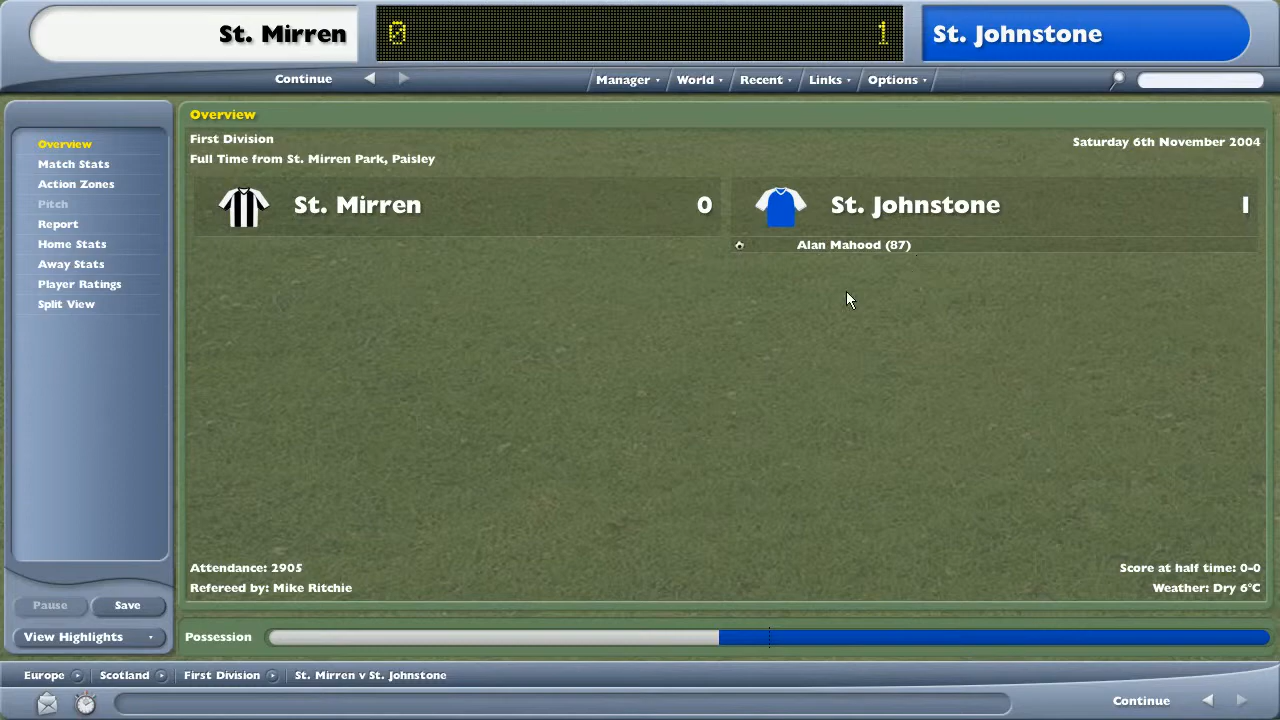 St. Mirren
0
1
St. Johnstone
Continue
Manager
World
Recent
Links
Options
Overview
Match Stats
Action Zones
Pitch
Report
Home Stats
Away Stats
Player Ratings
Split View
Pause
Save
View Highlights
Overview
First Division
Saturday 6th November 2004
Full Time from St. Mirren Park, Paisley
St. Mirren
0
St. Johnstone
1
Alan Mahood (87)
Attendance: 2905
Score at half time: 0-0
Refereed by: Mike Ritchie
Weather: Dry 6°C
Possession
Europe
Scotland
First Division
St. Mirren v St. Johnstone
Continue